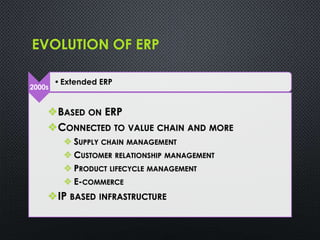 EVOLUTION OF ERP
• Extended ERP
2000s
❖BASED ON ERP
❖CONNECTED TO VALUE CHAIN AND MORE
❖ SUPPLY CHAIN MANAGEMENT
❖ CUSTOMER RELATIONSHIP MANAGEMENT
❖ PRODUCT LIFECYCLE MANAGEMENT
❖ E-COMMERCE
❖IP BASED INFRASTRUCTURE